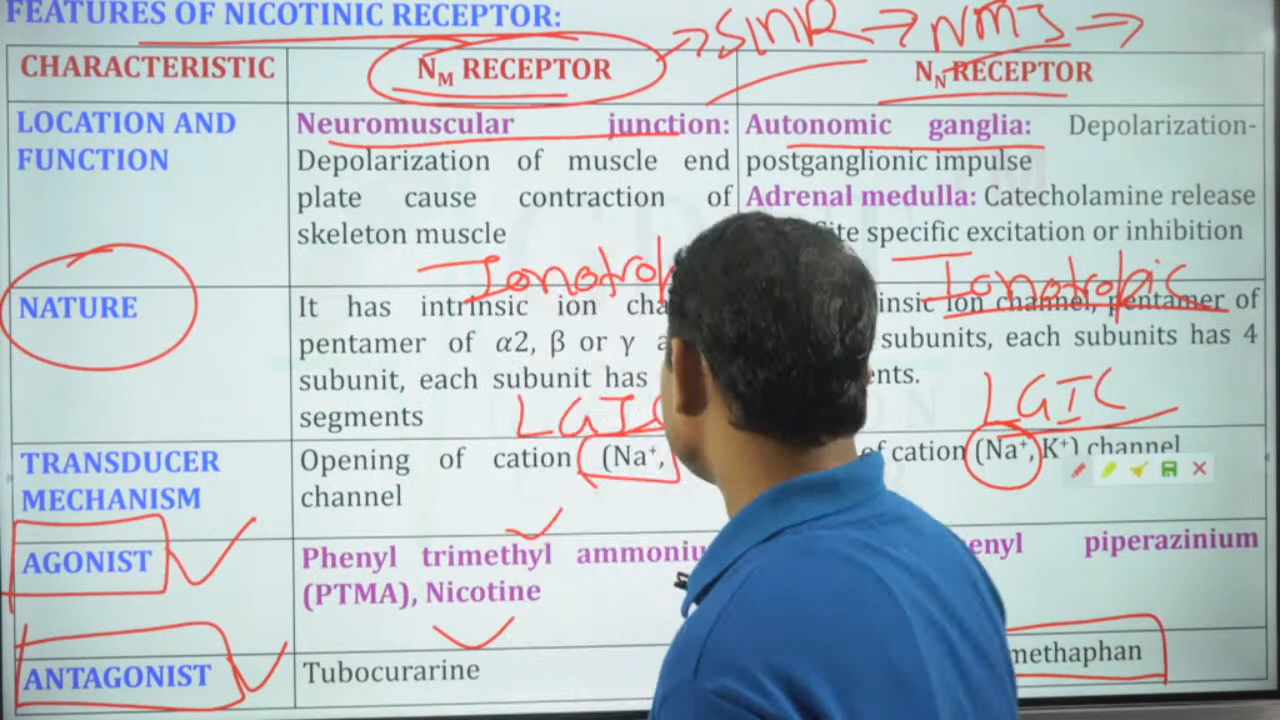 FEATURES OF NICOTINIC RECEPTOR:
→ SMR → NMJ →
CHARACTERISTIC
NM RECEPTOR
NN RECEPTOR
LOCATION AND
FUNCTION
Neuromuscular junction:
Depolarization of muscle end
plate cause contraction of
skeleton muscle
Autonomic ganglia: Depolarization-
postganglionic impulse
Adrenal medulla: Catecholamine release
specific excitation or inhibition
Ionotrop
Ionotropic
NATURE
It has intrinsic ion
pentamer of α2, β or γ
subunit, each subunit has
segments
ion channel, pentamer of
subunits, each subunits has 4
LGIC
LGIC
TRANSDUCER
MECHANISM
Opening of cation (Na⁺,
channel
of cation (Na⁺, K⁺) channel
AGONIST
Phenyl trimethyl
(PTMA), Nicotine
piperazinium
ANTAGONIST
Tubocurarine